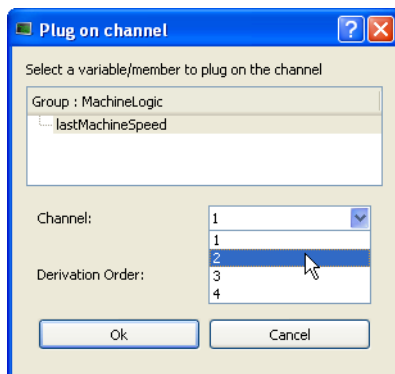 Plug on channel
Select a variable/member to plug on the channel
Group : MachineLogic
lastMachineSpeed
Channel: 1
1
2
Derivation Order: 3
4
Ok Cancel